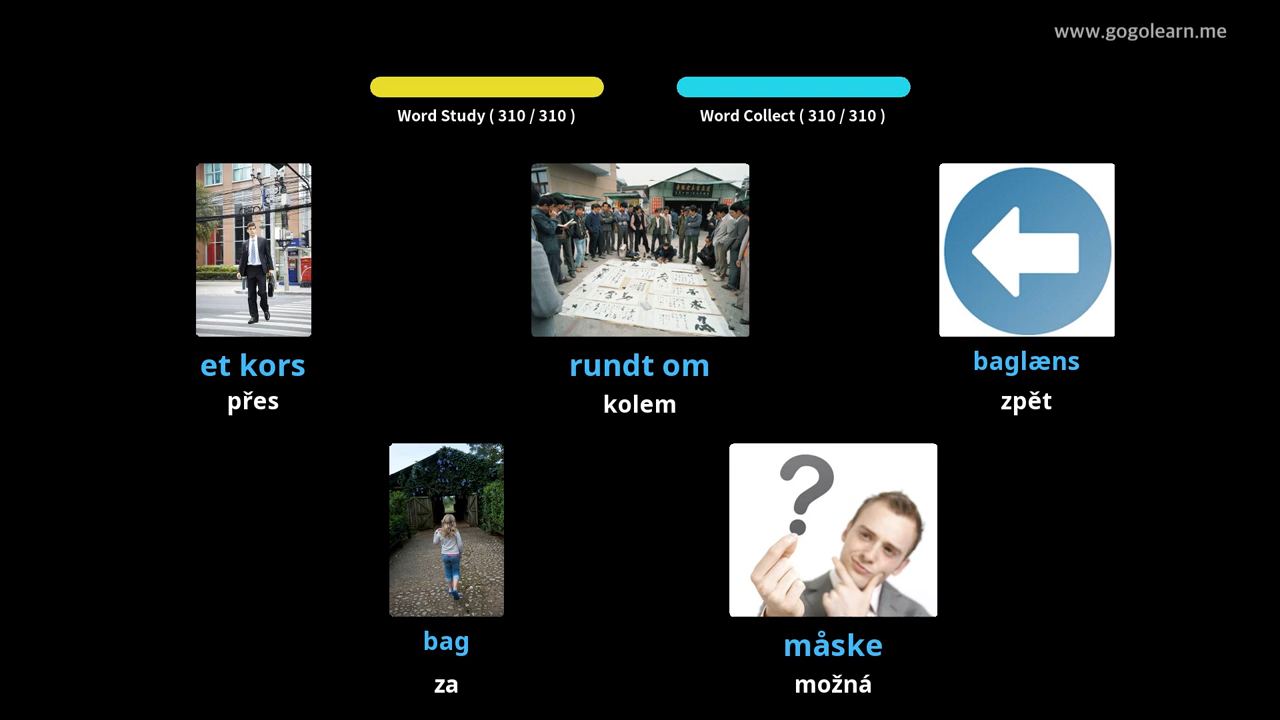 www.gogolearn.me
Word Study ( 310 / 310 )
Word Collect ( 310 / 310 )
et kors
přes
rundt om
kolem
baglæns
zpět
bag
za
måske
možná